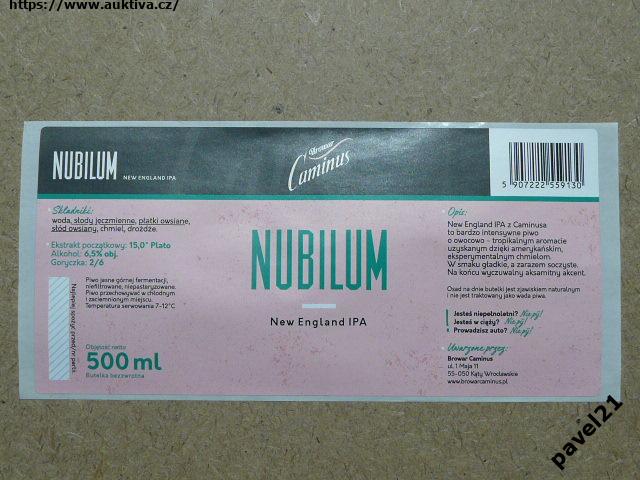 https://www.auktiva.cz/
NUBILUM NEW ENGLAND IPA
Browar
Caminus
5 907222 559130
Składniki:
woda, słody jęczmienne, płatki owsiane,
słód owsiany, chmiel, drożdże.
Ekstrakt początkowy: 15,0° Plato
Alkohol: 6,5% obj.
Goryczka: 2/6
Piwo jasne górnej fermentacji,
niefiltrowane, niepasteryzowane.
Piwo przechowywać w chłodnym
i zaciemnionym miejscu.
Temperatura serwowania 7-12°C
Najlepiej spożyć przed/nr partii:
Objętość netto
500 ml
Butelka bezzwrotna
NUBILUM
New England IPA
Opis:
New England IPA z Caminusa
to bardzo intensywne piwo
o owocowo - tropikalnym aromacie
uzyskanym dzięki amerykańskim,
eksperymentalnym chmielom.
W smaku gładkie, a zarazem soczyste.
Na końcu wyczuwalny aksamitny akcent.
Osad na dnie butelki jest zjawiskiem naturalnym
i nie jest traktowany jako wada piwa.
Jesteś niepełnoletni? Nie pij!
Jesteś w ciąży? Nie pij!
Prowadzisz auto? Nie pij!
Uwarzone przez:
Browar Caminus
ul. 1 Maja 11
55-050 Kąty Wrocławskie
www.browarcaminus.pl
pavel21